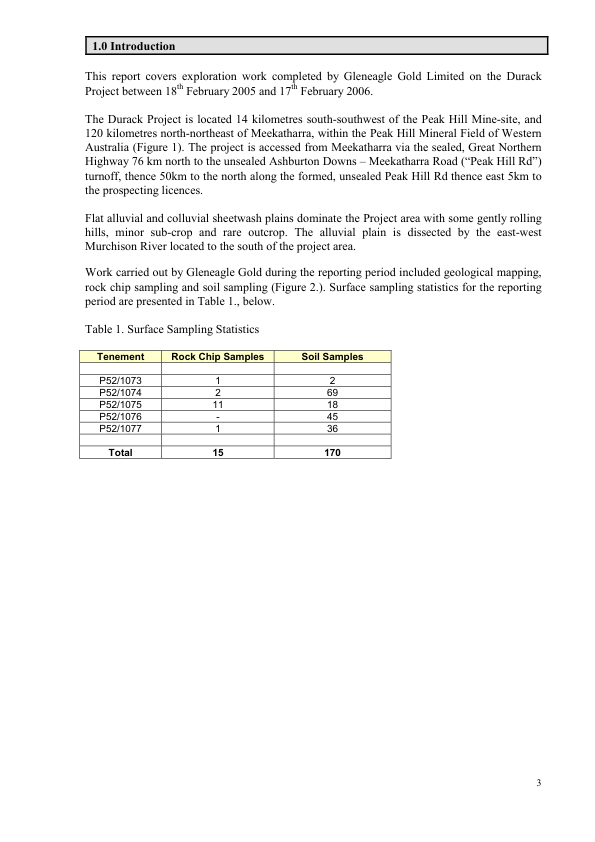 1.0 Introduction
This report covers exploration work completed by Gleneagle Gold Limited on the Durack
Project between 18th February 2005 and 17th February 2006.
The Durack Project is located 14 kilometres south-southwest of the Peak Hill Mine-site, and
120 kilometres north-northeast of Meekatharra, within the Peak Hill Mineral Field of Western
Australia (Figure 1). The project is accessed from Meekatharra via the sealed, Great Northern
Highway 76 km north to the unsealed Ashburton Downs – Meekatharra Road (“Peak Hill Rd”)
turnoff, thence 50km to the north along the formed, unsealed Peak Hill Rd thence east 5km to
the prospecting licences.
Flat alluvial and colluvial sheetwash plains dominate the Project area with some gently rolling
hills, minor sub-crop and rare outcrop. The alluvial plain is dissected by the east-west
Murchison River located to the south of the project area.
Work carried out by Gleneagle Gold during the reporting period included geological mapping,
rock chip sampling and soil sampling (Figure 2.). Surface sampling statistics for the reporting
period are presented in Table 1., below.
Table 1. Surface Sampling Statistics
Tenement Rock Chip Samples Soil Samples
P52/1073 1 2
P52/1074 2 69
P52/1075 11 18
P52/1076 - 45
P52/1077 1 36
Total 15 170
3